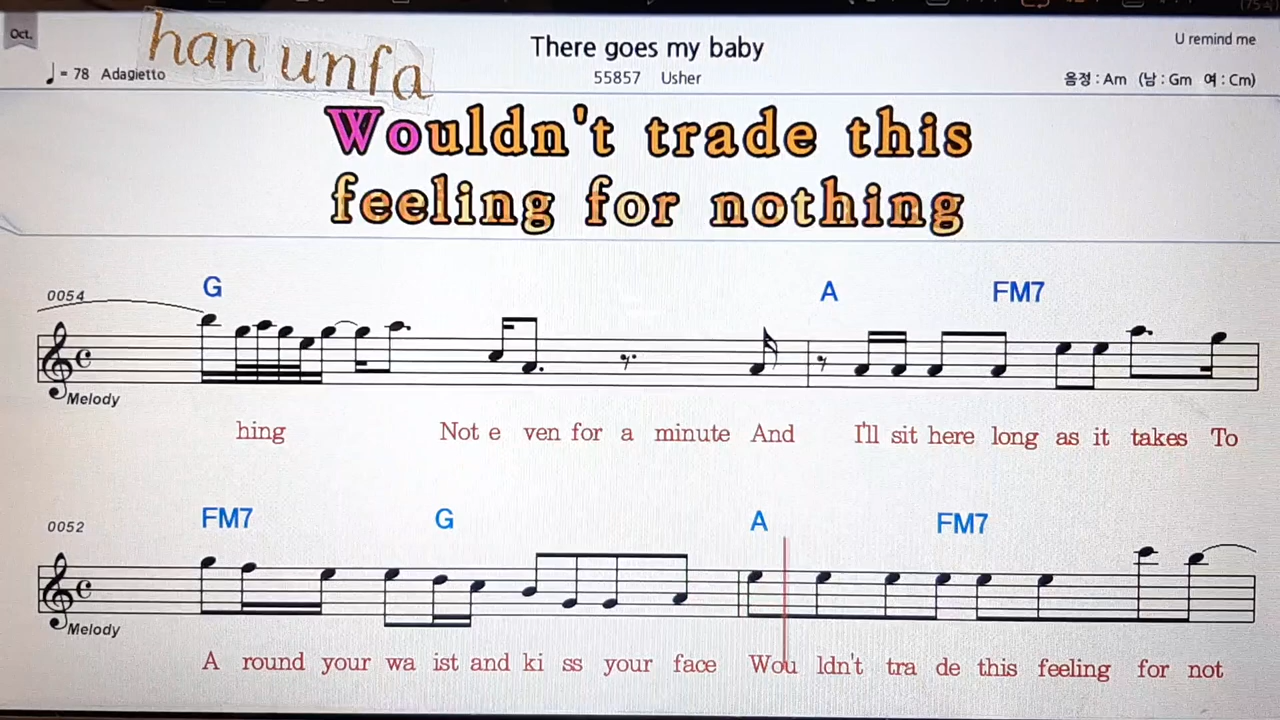 Oct.
han unfa
There goes my baby
U remind me
♩ = 78 Adagietto
55857 Usher
음정 : Am (남 : Gm 여 : Cm)
Wouldn't trade this
feeling for nothing
G A FM7
0054
Melody
hing Not e ven for a minute And I'll sit here long as it takes To
FM7 G A FM7
0052
Melody
A round your wa ist and ki ss your face Wou ldn't tra de this feeling for not